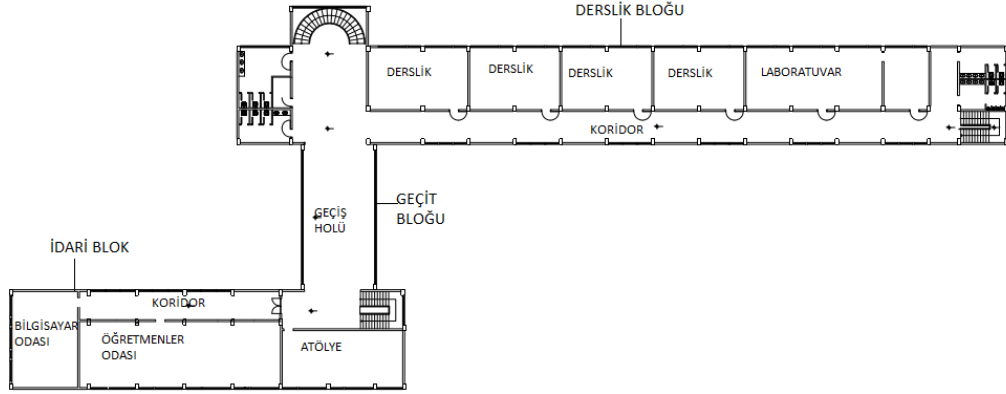 DERSLİK BLOĞU
DERSLİK
DERSLİK
DERSLİK
DERSLİK
LABORATUVAR
KORİDOR
GEÇİŞ
HOLÜ
GEÇİT
BLOĞU
İDARİ BLOK
KORİDOR
BİLGİSAYAR
ODASI
ÖĞRETMENLER
ODASI
ATÖLYE